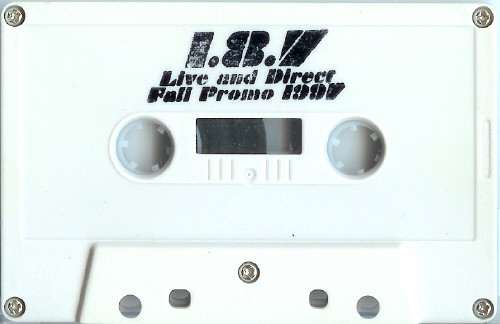 I.S.V
Live and Direct
Fall Promo 1997